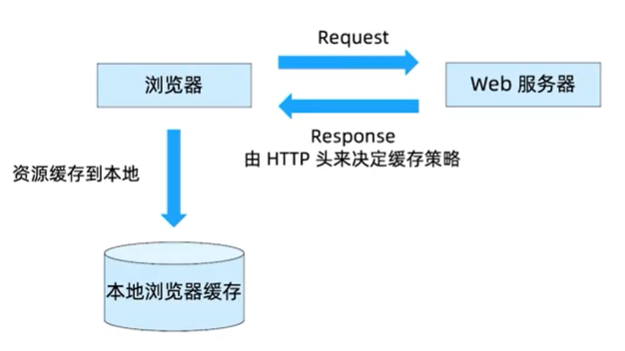 Request
浏览器
Web 服务器
Response
由 HTTP 头来决定缓存策略
资源缓存到本地
本地浏览器缓存